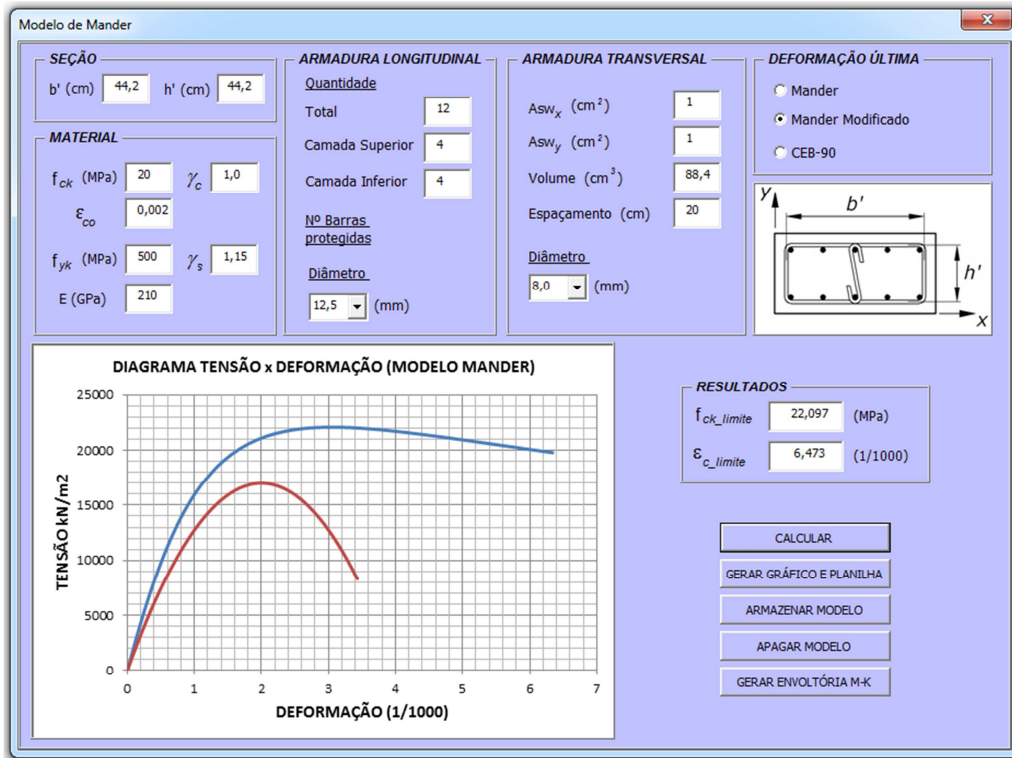 Modelo de Mander
SEÇÃO
b' (cm) 44,2 h' (cm) 44,2
MATERIAL
fck (MPa) 20 γc 1,0
εco 0,002
fyk (MPa) 500 γs 1,15
E (GPa) 210
ARMADURA LONGITUDINAL
Quantidade
Total 12
Camada Superior 4
Camada Inferior 4
Nº Barras
protegidas
Diâmetro
12,5 (mm)
ARMADURA TRANSVERSAL
Aswx (cm²) 1
Aswy (cm²) 1
Volume (cm³) 88,4
Espaçamento (cm) 20
Diâmetro
8,0 (mm)
DEFORMAÇÃO ÚLTIMA
Mander
Mander Modificado
CEB-90
y
b'
h'
x
DIAGRAMA TENSÃO x DEFORMAÇÃO (MODELO MANDER)
TENSÃO kN/m2
25000
20000
15000
10000
5000
0
0 1 2 3 4 5 6 7
DEFORMAÇÃO (1/1000)
RESULTADOS
fck_limite 22,097 (MPa)
εc_limite 6,473 (1/1000)
CALCULAR
GERAR GRÁFICO E PLANILHA
ARMAZENAR MODELO
APAGAR MODELO
GERAR ENVOLTÓRIA M-K